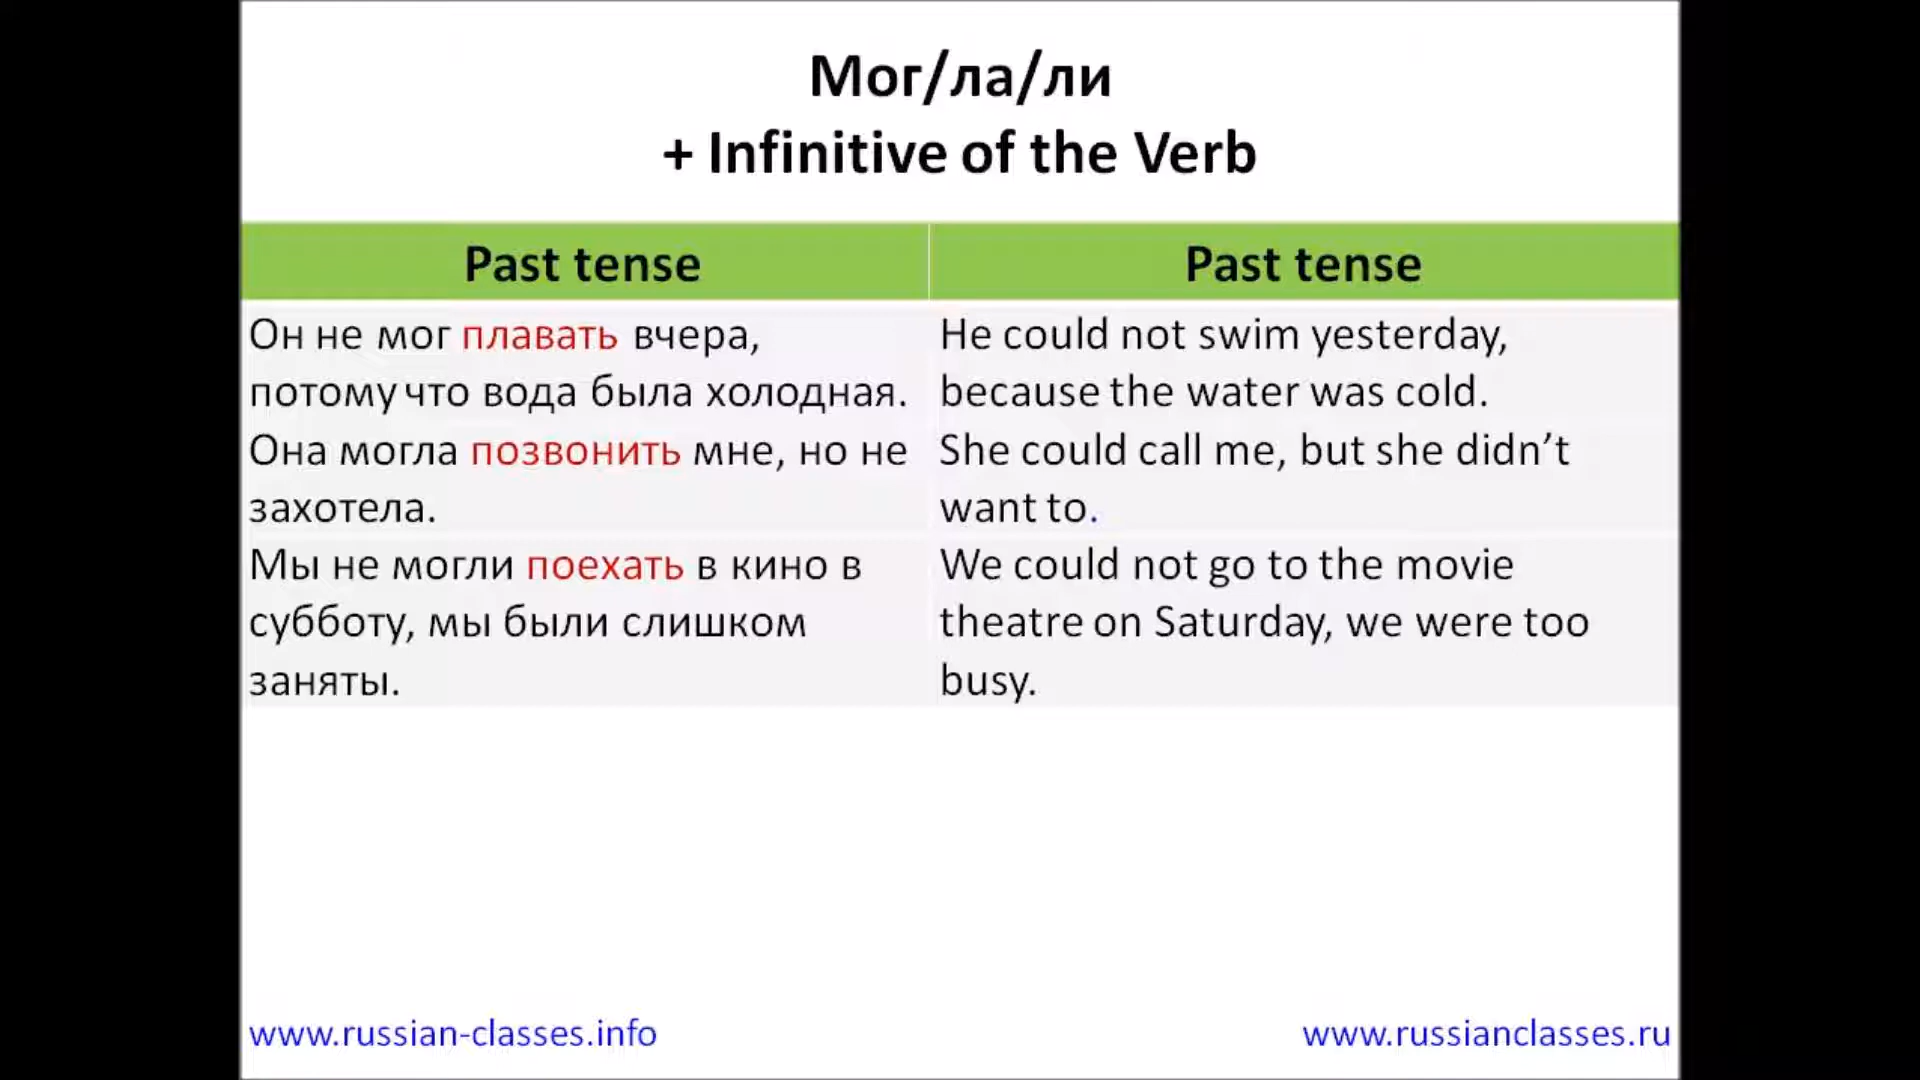 Мог/ла/ли
+ Infinitive of the Verb
Past tense
Past tense
Он не мог плавать вчера,
потому что вода была холодная.
He could not swim yesterday,
because the water was cold.
Она могла позвонить мне, но не
захотела.
She could call me, but she didn’t
want to.
Мы не могли поехать в кино в
субботу, мы были слишком
заняты.
We could not go to the movie
theatre on Saturday, we were too
busy.
www.russian-classes.info
www.russianclasses.ru